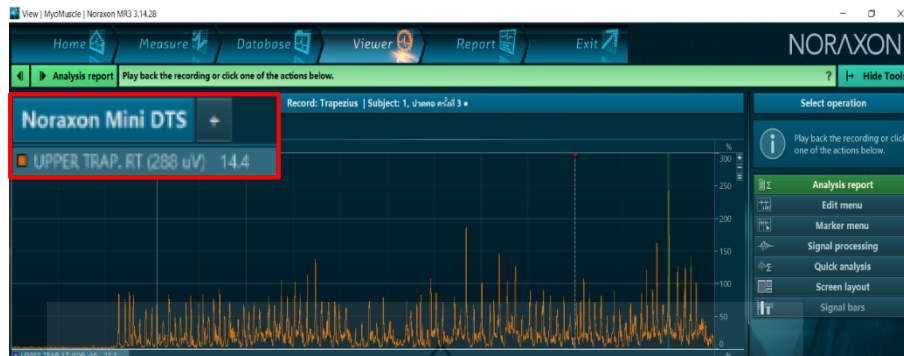 View | MyoMuscle | Noraxon MR3 3.14.28
Home
Measure
Database
Viewer
Report
Exit
NORAXON
Analysis report
Play back the recording or click one of the actions below.
? Hide Tools
Noraxon Mini DTS +
UPPER TRAP. RT (288 uV) 14.4
Record: Trapezius | Subject: 1, ปวดคอ ครั้งที่ 3
%
300
250
200
150
100
50
0
%
Select operation
i
Play back the recording or click
one of the actions below.
Analysis report
Edit menu
Marker menu
Signal processing
Quick analysis
Screen layout
Signal bars